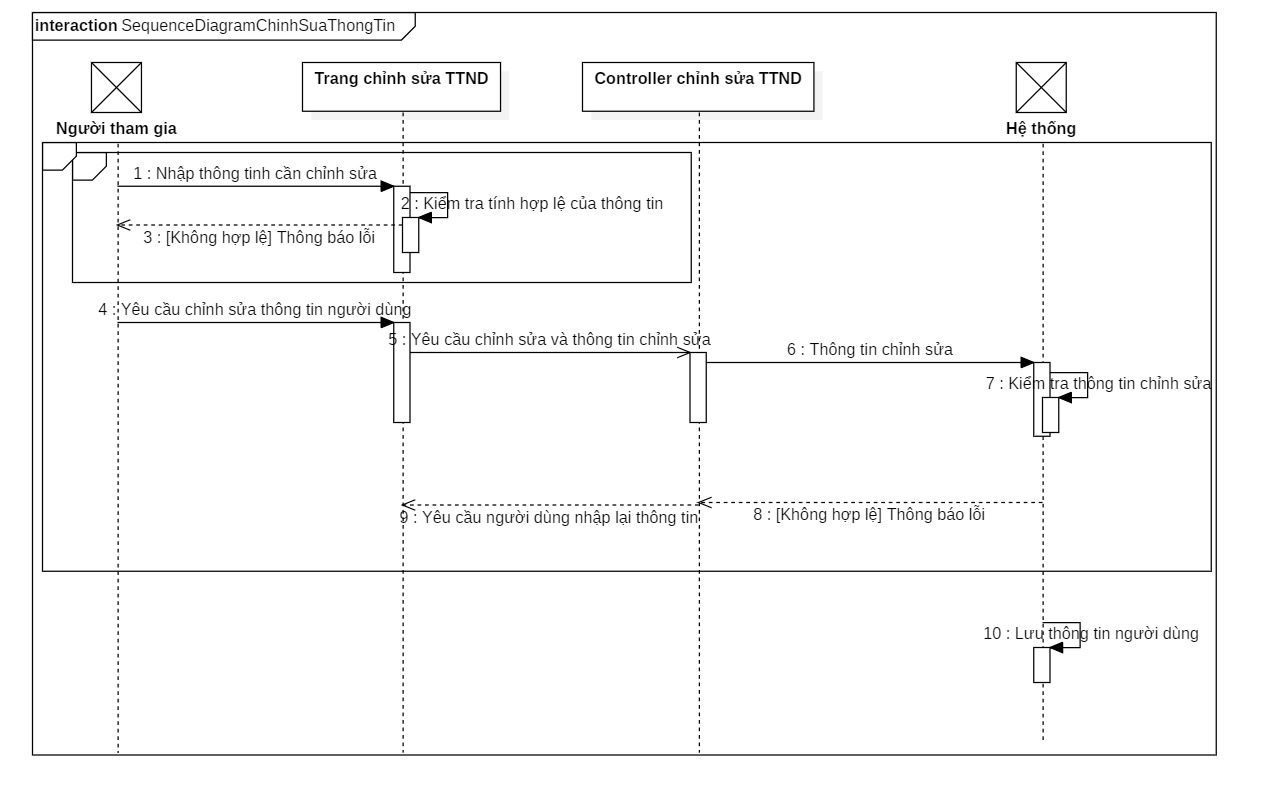 interaction SequenceDiagramChinhSuaThongTin
Trang chỉnh sửa TTND
Controller chỉnh sửa TTND
Người tham gia
Hệ thống
1 : Nhập thông tinh cần chỉnh sửa
2 : Kiểm tra tính hợp lệ của thông tin
3 : [Không hợp lệ] Thông báo lỗi
4 : Yêu cầu chỉnh sửa thông tin người dùng
5 : Yêu cầu chỉnh sửa và thông tin chỉnh sửa
6 : Thông tin chỉnh sửa
7 : Kiểm tra thông tin chỉnh sửa
8 : [Không hợp lệ] Thông báo lỗi
9 : Yêu cầu người dùng nhập lại thông tin
10 : Lưu thông tin người dùng